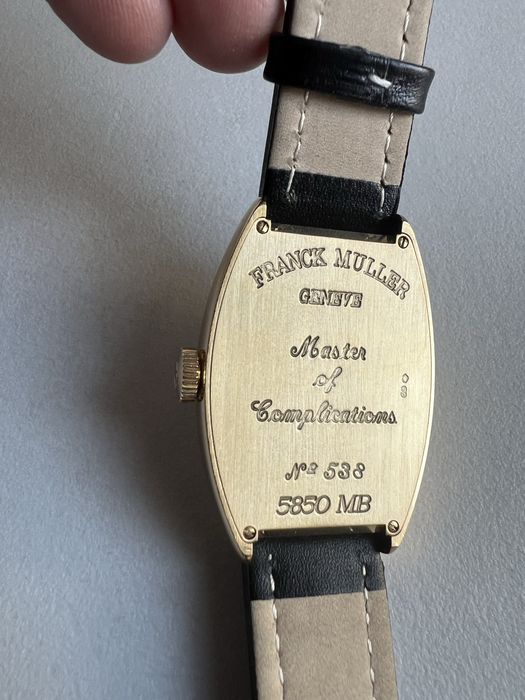 FRANCK MULLER
GENEVE
Master
of
Complications
Nº 538
5850 MB